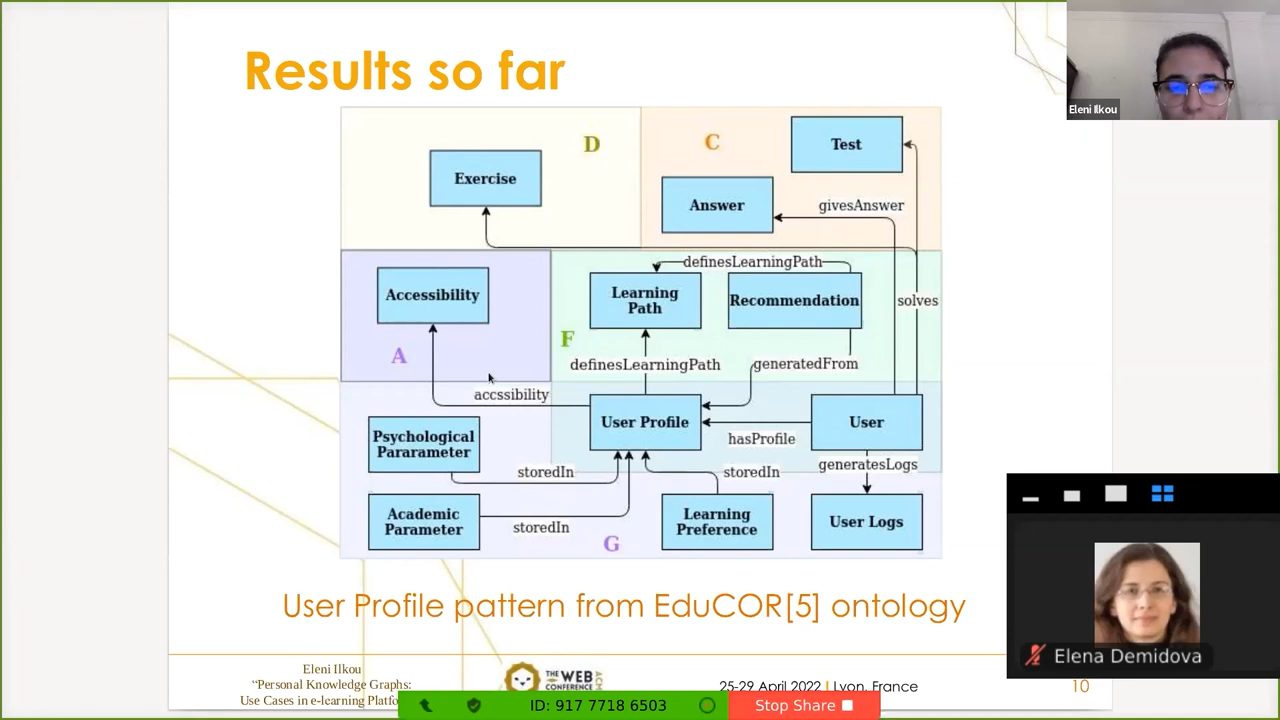 Results so far
Eleni Ilkou
D
C
Test
Exercise
Answer
givesAnswer
definesLearningPath
Accessibility
Learning
Path
Recommendation
solves
A
F
definesLearningPath
generatedFrom
accssibility
User Profile
User
hasProfile
Psychological
Pararameter
storedIn
storedIn
generatesLogs
Academic
Parameter
storedIn
Learning
Preference
User Logs
G
User Profile pattern from EduCOR[5] ontology
Elena Demidova
Eleni Ilkou
“Personal Knowledge Graphs:
Use Cases in e-learning Platfo
THE WEB
CONFERENCE
ACM
25-29 April 2022 | Lyon, France
10
ID: 917 7718 6503
Stop Share